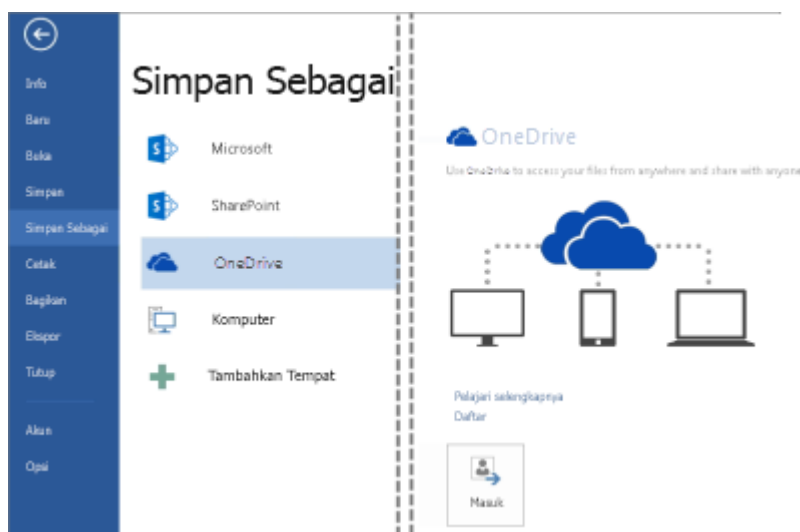 Info
Baru
Buka
Simpan
Simpan Sebagai
Cetak
Bagikan
Ekspor
Tutup
Akun
Opsi
Simpan Sebagai
Microsoft
SharePoint
OneDrive
Komputer
Tambahkan Tempat
OneDrive
Use OneDrive to access your files from anywhere and share with anyone
Pelajari selengkapnya
Daftar
Masuk